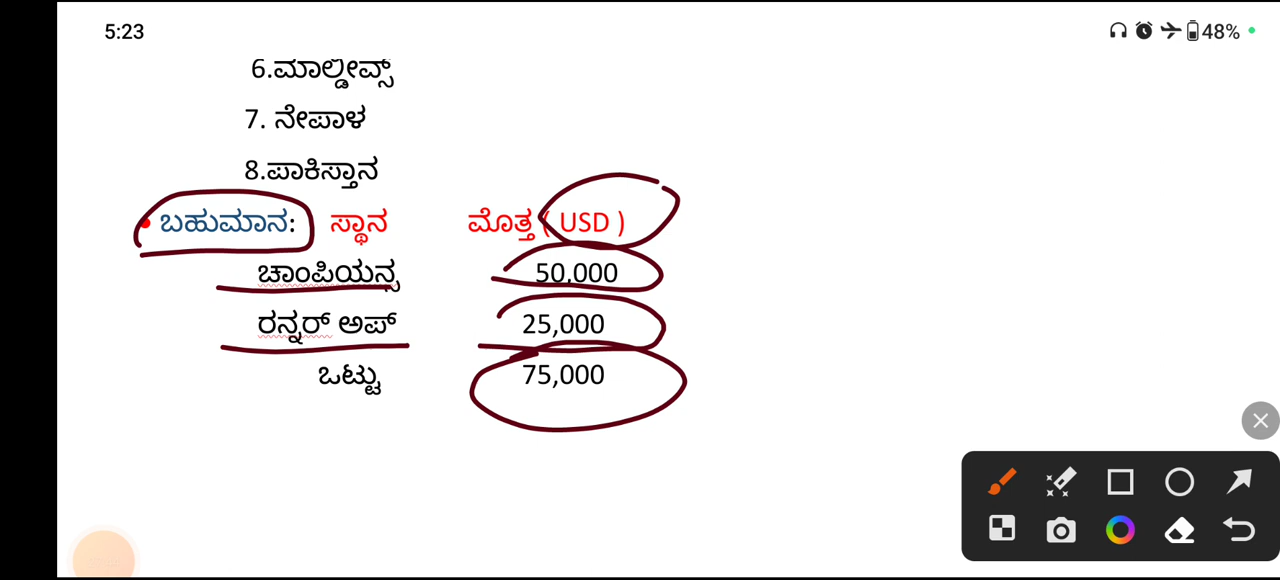 5:23 48%
6.ಮಾಲ್ಡೀವ್ಸ್
7. ನೇಪಾಳ
8.ಪಾಕಿಸ್ತಾನ
ಬಹುಮಾನ: ಸ್ಥಾನ ಮೊತ್ತ ( USD )
ಚಾಂಪಿಯನ್ಸ 50,000
ರನ್ನರ್ ಅಪ್ 25,000
ಒಟ್ಟು 75,000